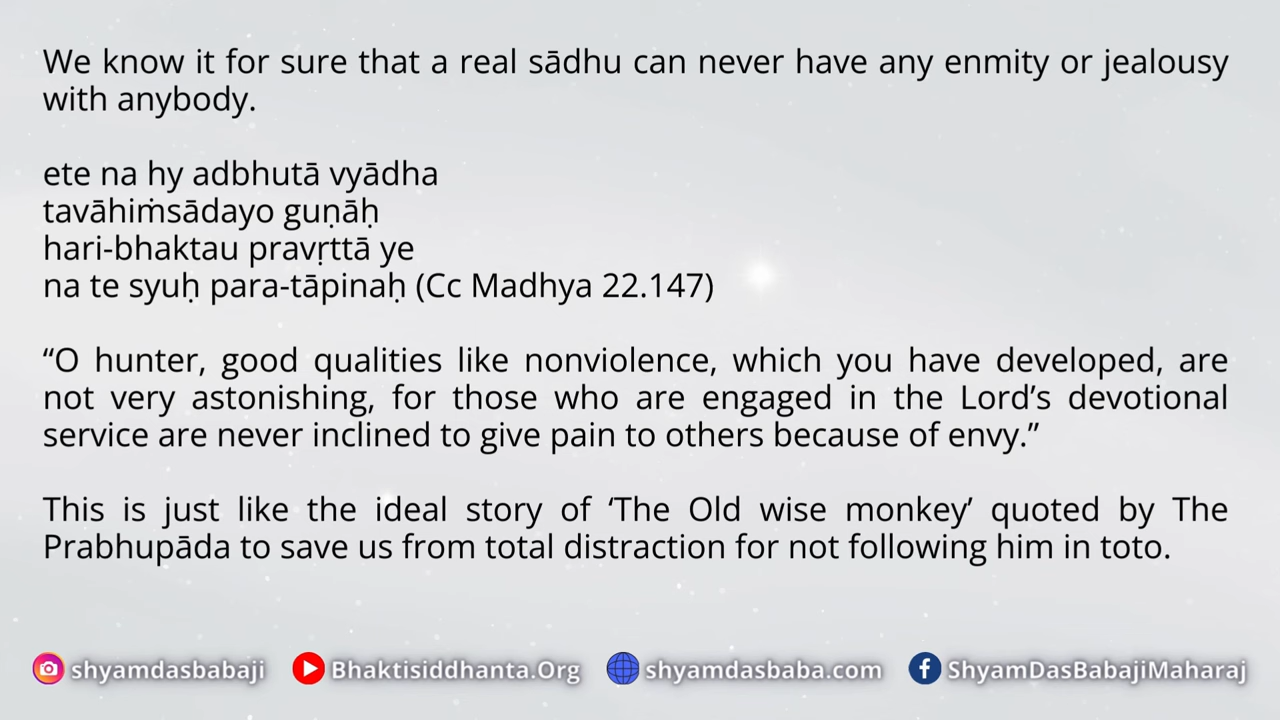 We know it for sure that a real sādhu can never have any enmity or jealousy
with anybody.
ete na hy adbhutā vyādha
tavāhiṁsādayo guṇāḥ
hari-bhaktau pravṛttā ye
na te syuḥ para-tāpinaḥ (Cc Madhya 22.147)
“O hunter, good qualities like nonviolence, which you have developed, are
not very astonishing, for those who are engaged in the Lord’s devotional
service are never inclined to give pain to others because of envy.”
This is just like the ideal story of ‘The Old wise monkey’ quoted by The
Prabhupāda to save us from total distraction for not following him in toto.
shyamdasbabaji Bhaktisiddhanta.Org shyamdasbaba.com ShyamDasBabajiMaharaj